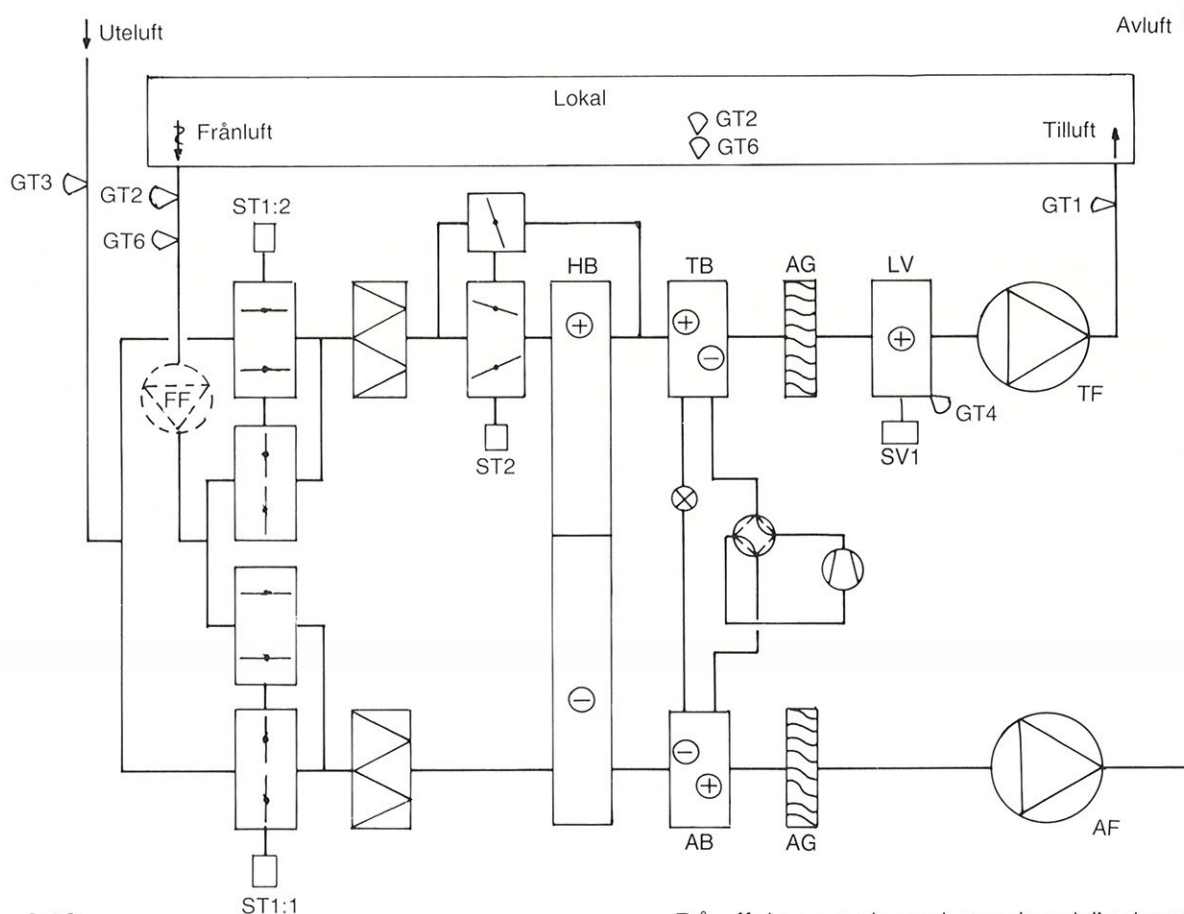 Uteluft
Avluft
Lokal
Frånluft
GT2
GT6
Tilluft
GT3
GT2
GT6
ST1:2
GT1
HB
TB
AG
LV
FF
TF
GT4
ST2
SV1
AB
AG
AF
ST1:1